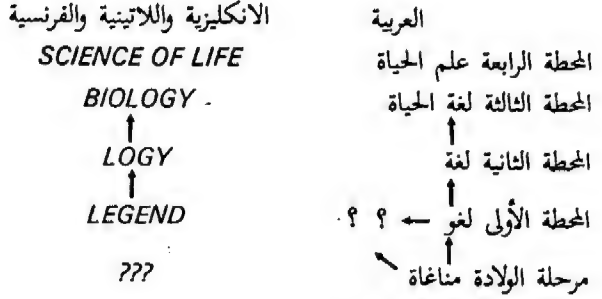 العربية الانكليزية واللاتينية والفرنسية
المحطة الرابعة علم الحياة SCIENCE OF LIFE
المحطة الثالثة لغة الحياة BIOLOGY
المحطة الثانية لغة LOGY
المحطة الأولى لغو ← ؟ ؟ LEGEND
مرحلة الولادة مناغاة ???